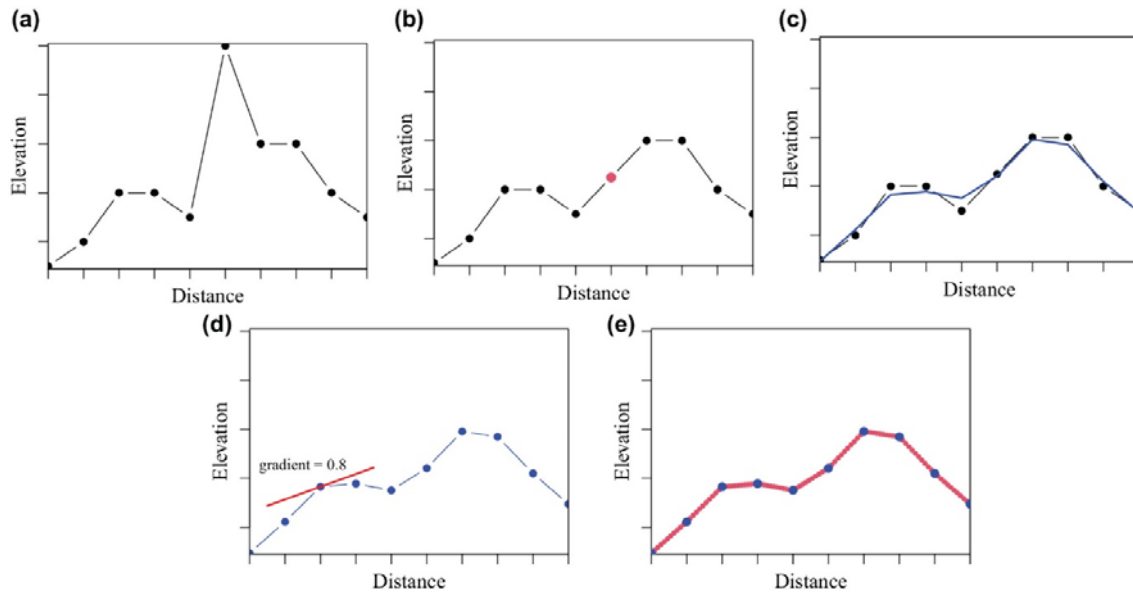 (a)
Elevation
Distance
(b)
Elevation
Distance
(c)
Elevation
Distance
(d)
Elevation
gradient = 0.8
Distance
(e)
Elevation
Distance